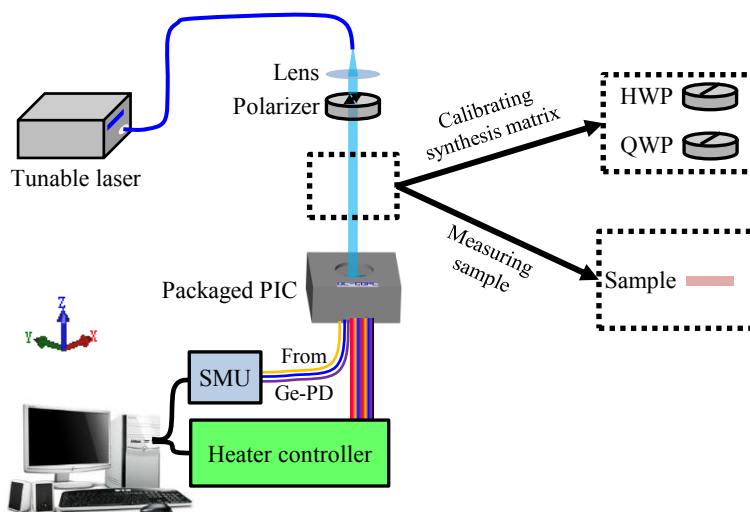 Lens
Polarizer
Tunable laser
Calibrating
synthesis matrix
HWP
QWP
Measuring
sample
Sample
Packaged PIC
Z
Y
X
From
SMU
Ge-PD
Heater controller